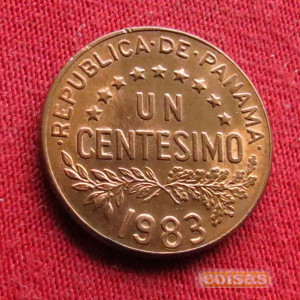 ·REPUBLICA·DE·PANAMA·
UN
CENTESIMO
1983
coisas